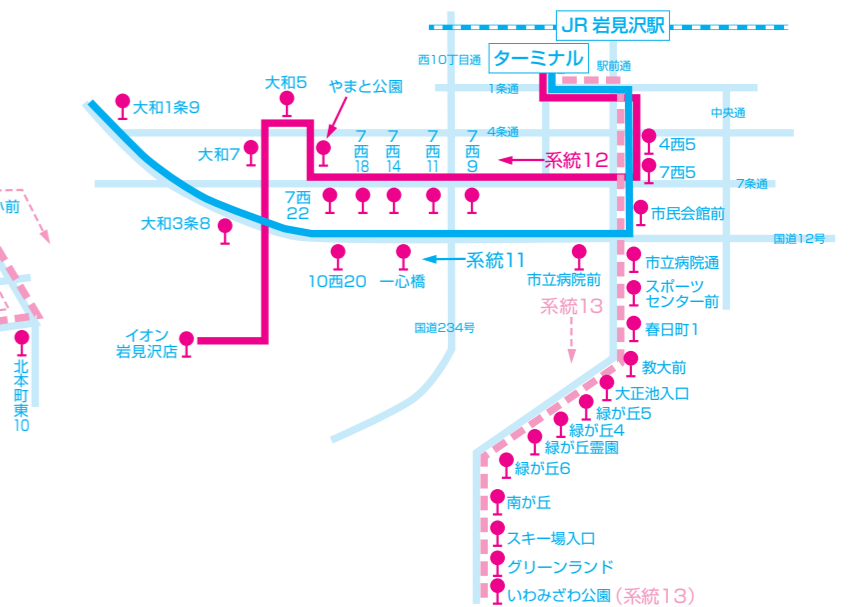 JR 岩見沢駅
西10丁目通
ターミナル
駅前通
1条通
中央通
大和5
やまと公園
大和1条9
4条通
4西5
大和7
7西18
7西14
7西11
7西9
系統12
7西5
7条通
7西
22
市民会館前
小前
大和3条8
国道12号
10西20
一心橋
系統11
市立病院前
市立病院通
スポーツ
センター前
系統13
春日町1
イオン
岩見沢店
国道234号
北本町東10
教大前
大正池入口
緑が丘5
緑が丘4
緑が丘霊園
緑が丘6
南が丘
スキー場入口
グリーンランド
いわみざわ公園(系統13)